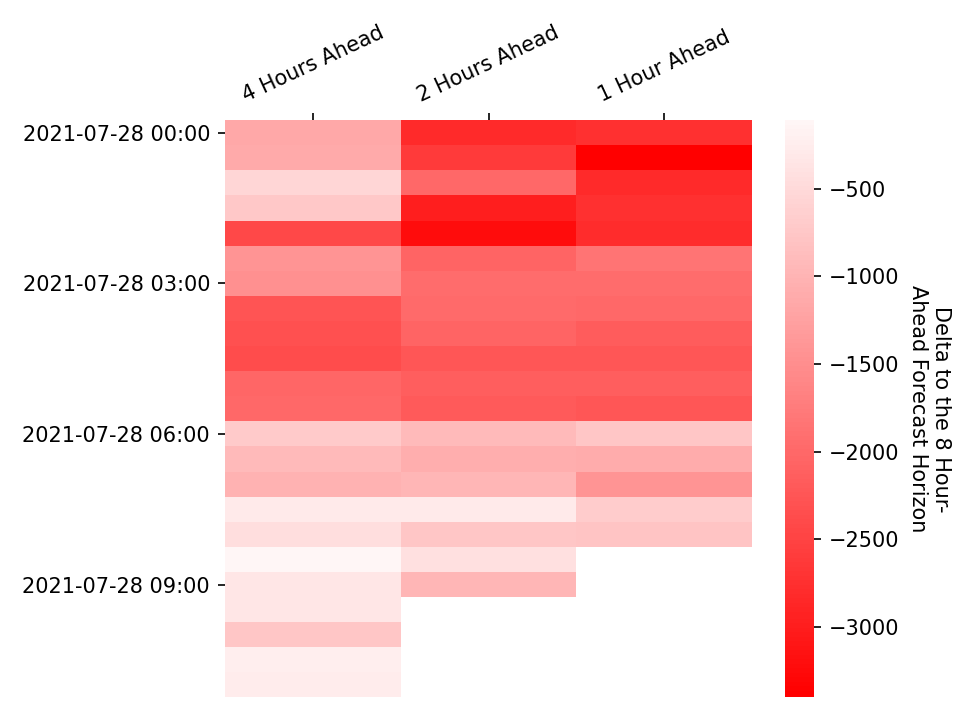 4 Hours Ahead
2 Hours Ahead
1 Hour Ahead
2021-07-28 00:00
2021-07-28 03:00
2021-07-28 06:00
2021-07-28 09:00
−500
−1000
−1500
−2000
−2500
−3000
Delta to the 8 Hour-
Ahead Forecast Horizon